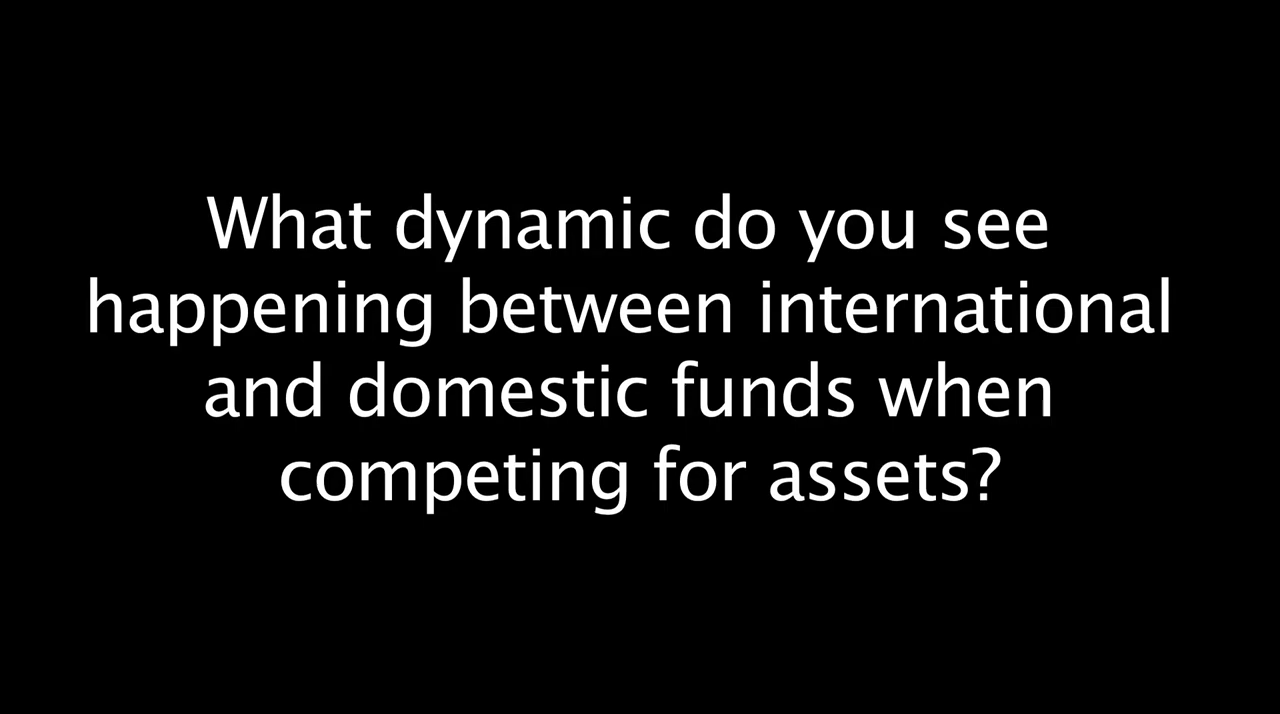 What dynamic do you see
happening between international
and domestic funds when
competing for assets?